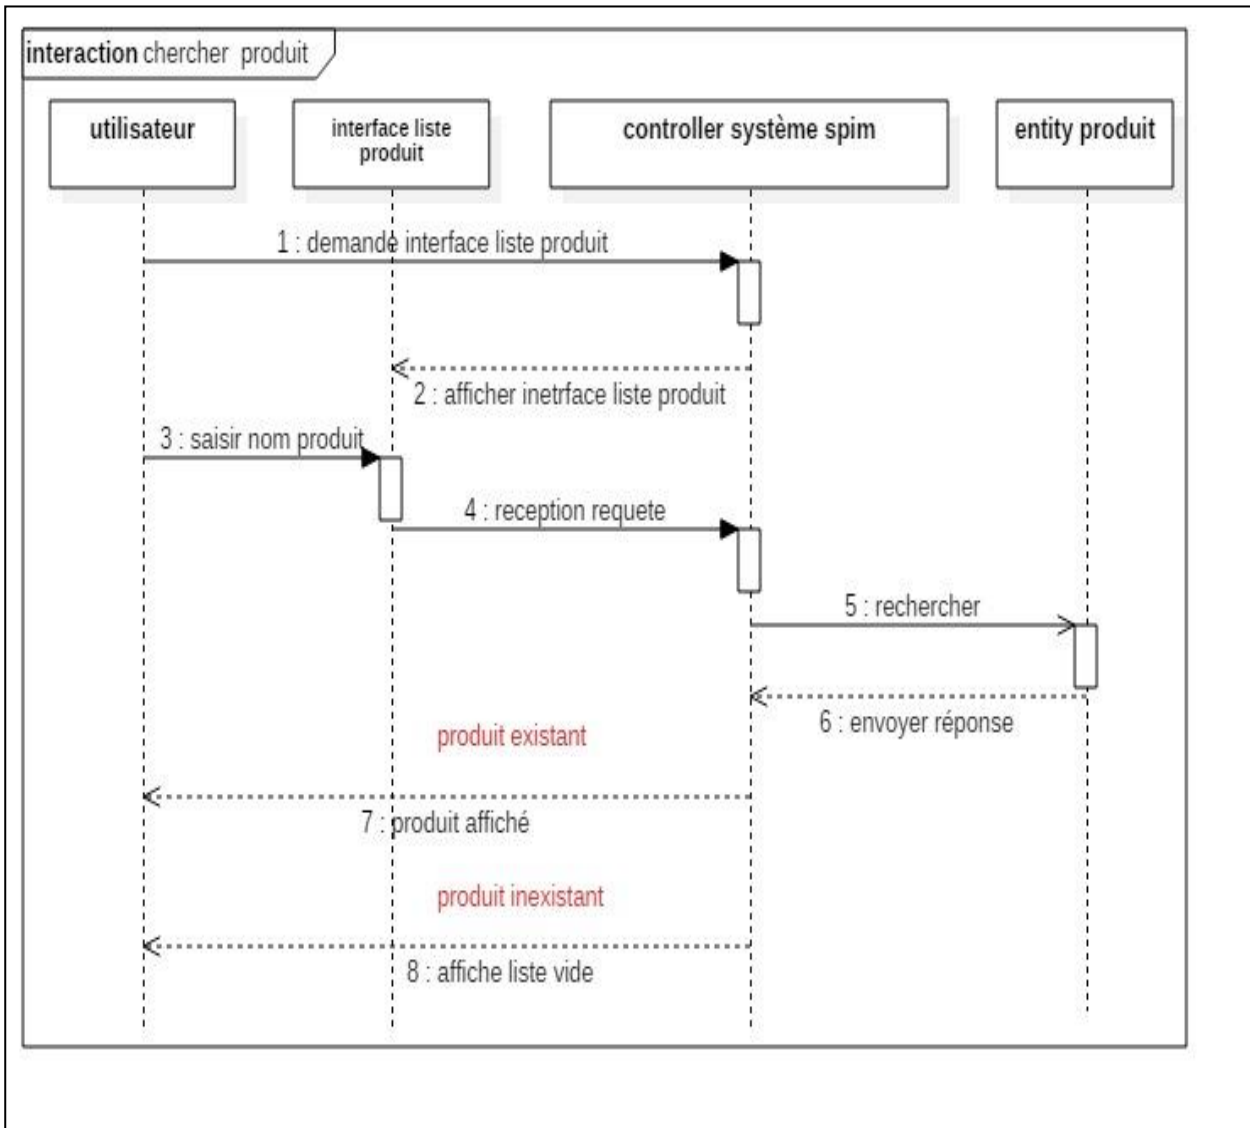 interaction chercher produit
utilisateur
interface liste
produit
controller système spim
entity produit
1 : demande interface liste produit
2 : afficher inetrface liste produit
3 : saisir nom produit
4 : reception requete
5 : rechercher
6 : envoyer réponse
produit existant
7 : produit affiché
produit inexistant
8 : affiche liste vide